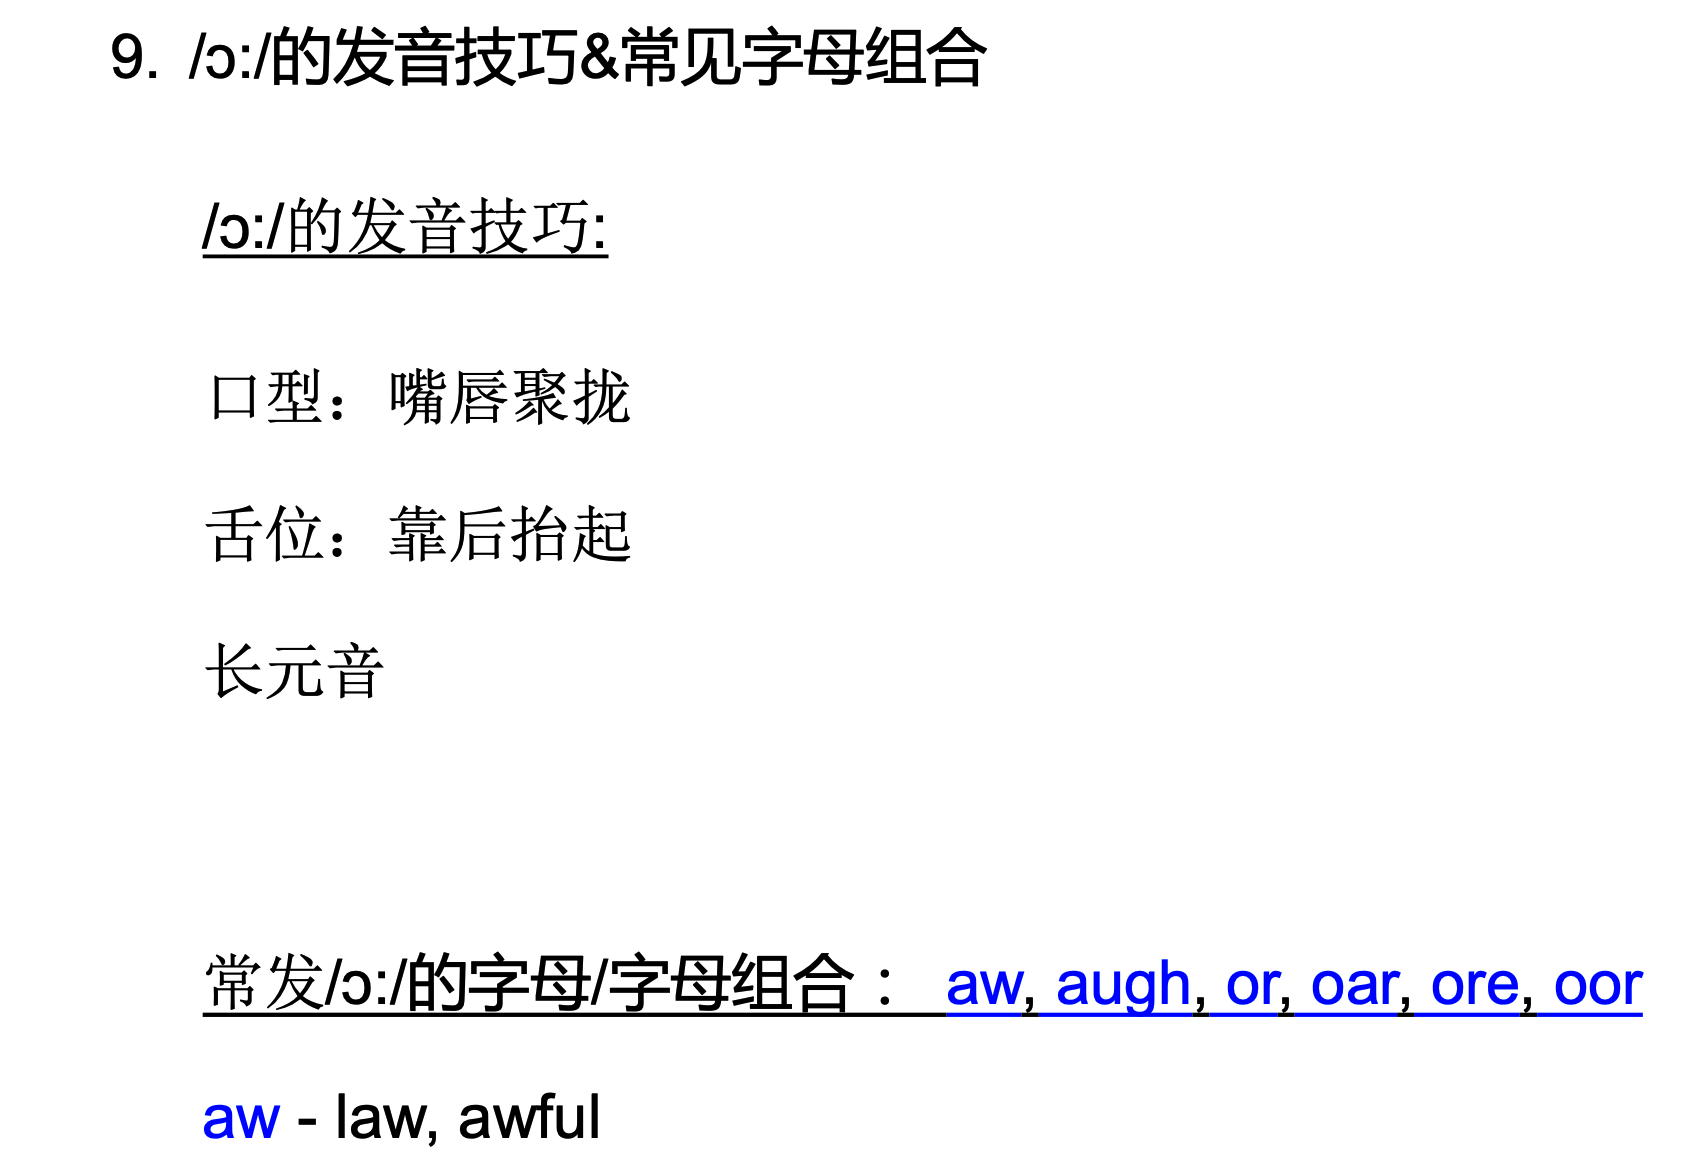 9. /ɔ:/的发音技巧&常见字母组合
/ɔ:/的发音技巧:
口型：嘴唇聚拢
舌位：靠后抬起
长元音
常发/ɔ:/的字母/字母组合： aw, augh, or, oar, ore, oor
aw - law, awful